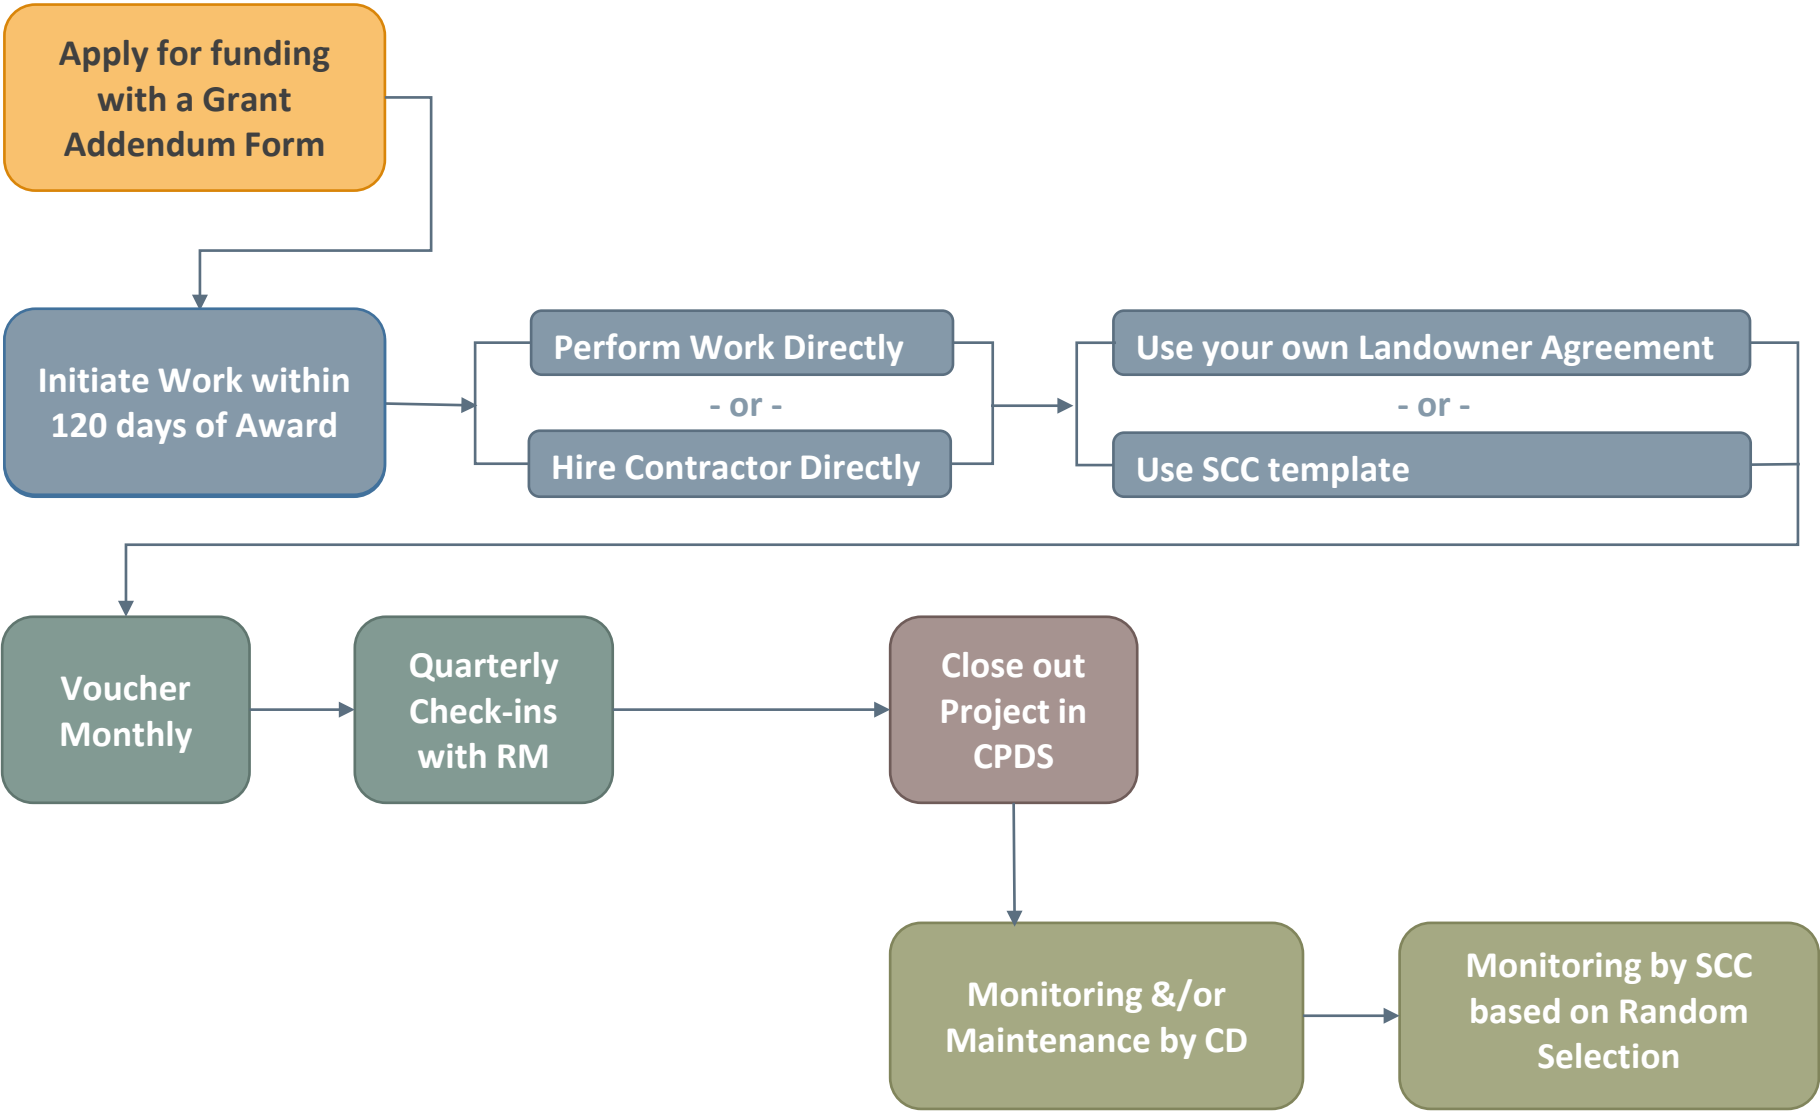 Apply for funding
with a Grant
Addendum Form
Initiate Work within
120 days of Award
Perform Work Directly
- or -
Hire Contractor Directly
Use your own Landowner Agreement
- or -
Use SCC template
Voucher
Monthly
Quarterly
Check-ins
with RM
Close out
Project in
CPDS
Monitoring &/or
Maintenance by CD
Monitoring by SCC
based on Random
Selection